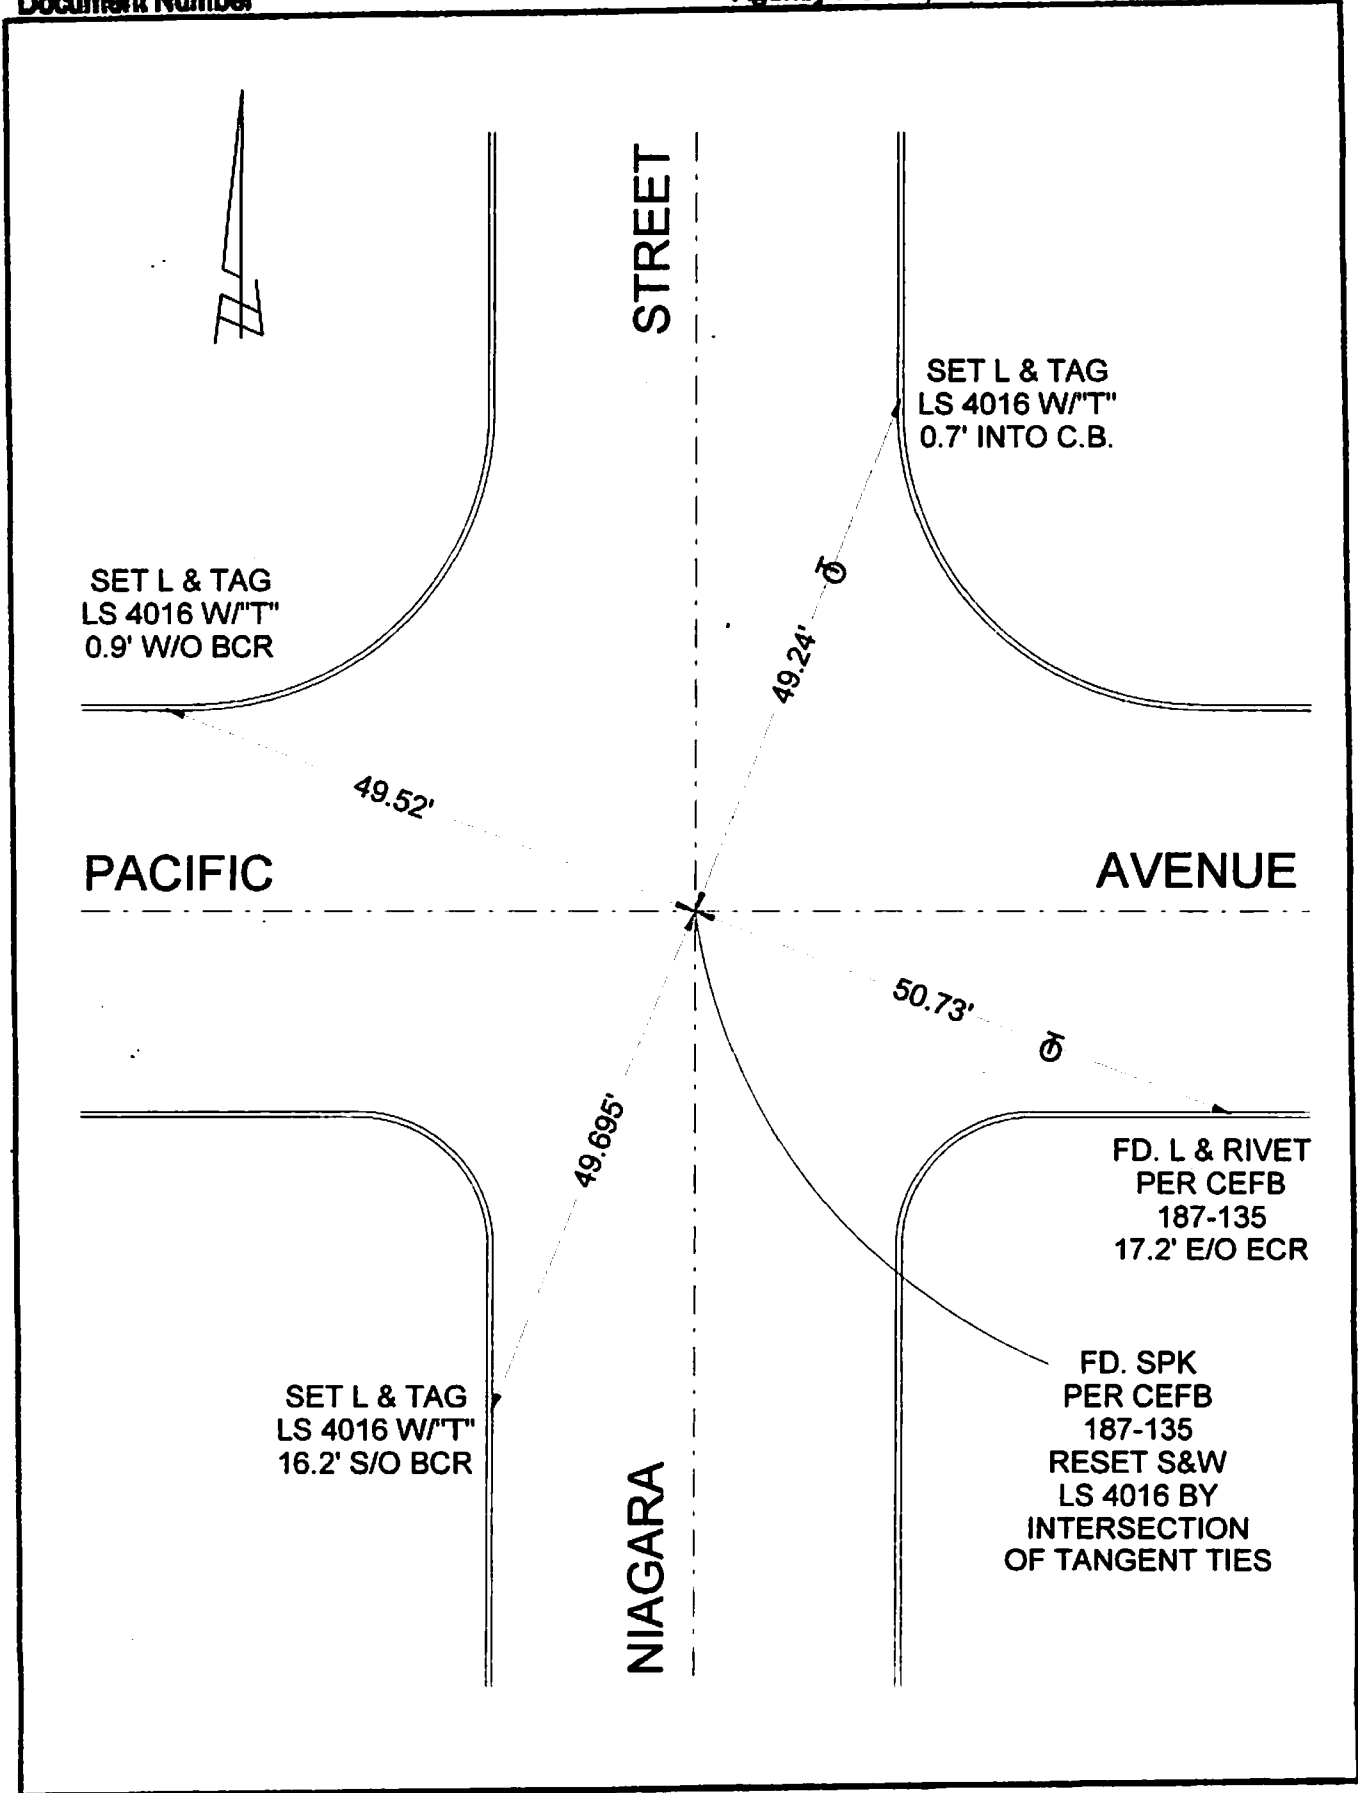 Document Number
STREET
SET L & TAG
LS 4016 W/"T"
0.7' INTO C.B.
SET L & TAG
LS 4016 W/"T"
0.9' W/O BCR
49.24'
49.52'
PACIFIC
AVENUE
50.73'
49.695'
FD. L & RIVET
PER CEFB
187-135
17.2' E/O ECR
SET L & TAG
LS 4016 W/"T"
16.2' S/O BCR
FD. SPK
PER CEFB
187-135
RESET S&W
LS 4016 BY
INTERSECTION
OF TANGENT TIES
NIAGARA